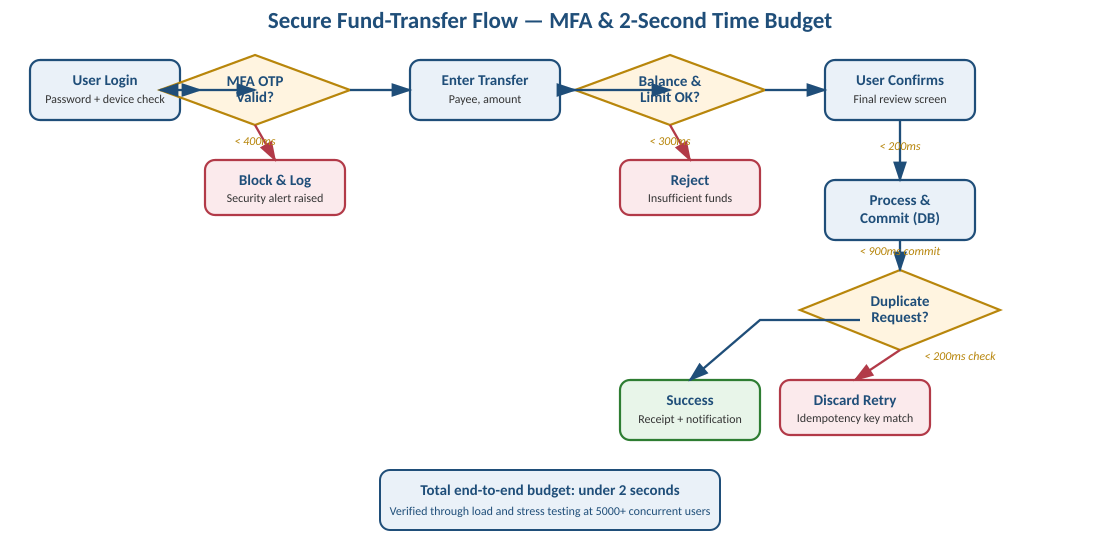 Secure Fund-Transfer Flow — MFA & 2-Second Time Budget
User Login
Password + device check
MFA OTP
Valid?
Enter Transfer
Payee, amount
Balance &
Limit OK?
User Confirms
Final review screen
< 400ms
< 300ms
< 200ms
Block & Log
Security alert raised
Reject
Insufficient funds
Process &
Commit (DB)
< 900ms commit
Duplicate
Request?
< 200ms check
Success
Receipt + notification
Discard Retry
Idempotency key match
Total end-to-end budget: under 2 seconds
Verified through load and stress testing at 5000+ concurrent users